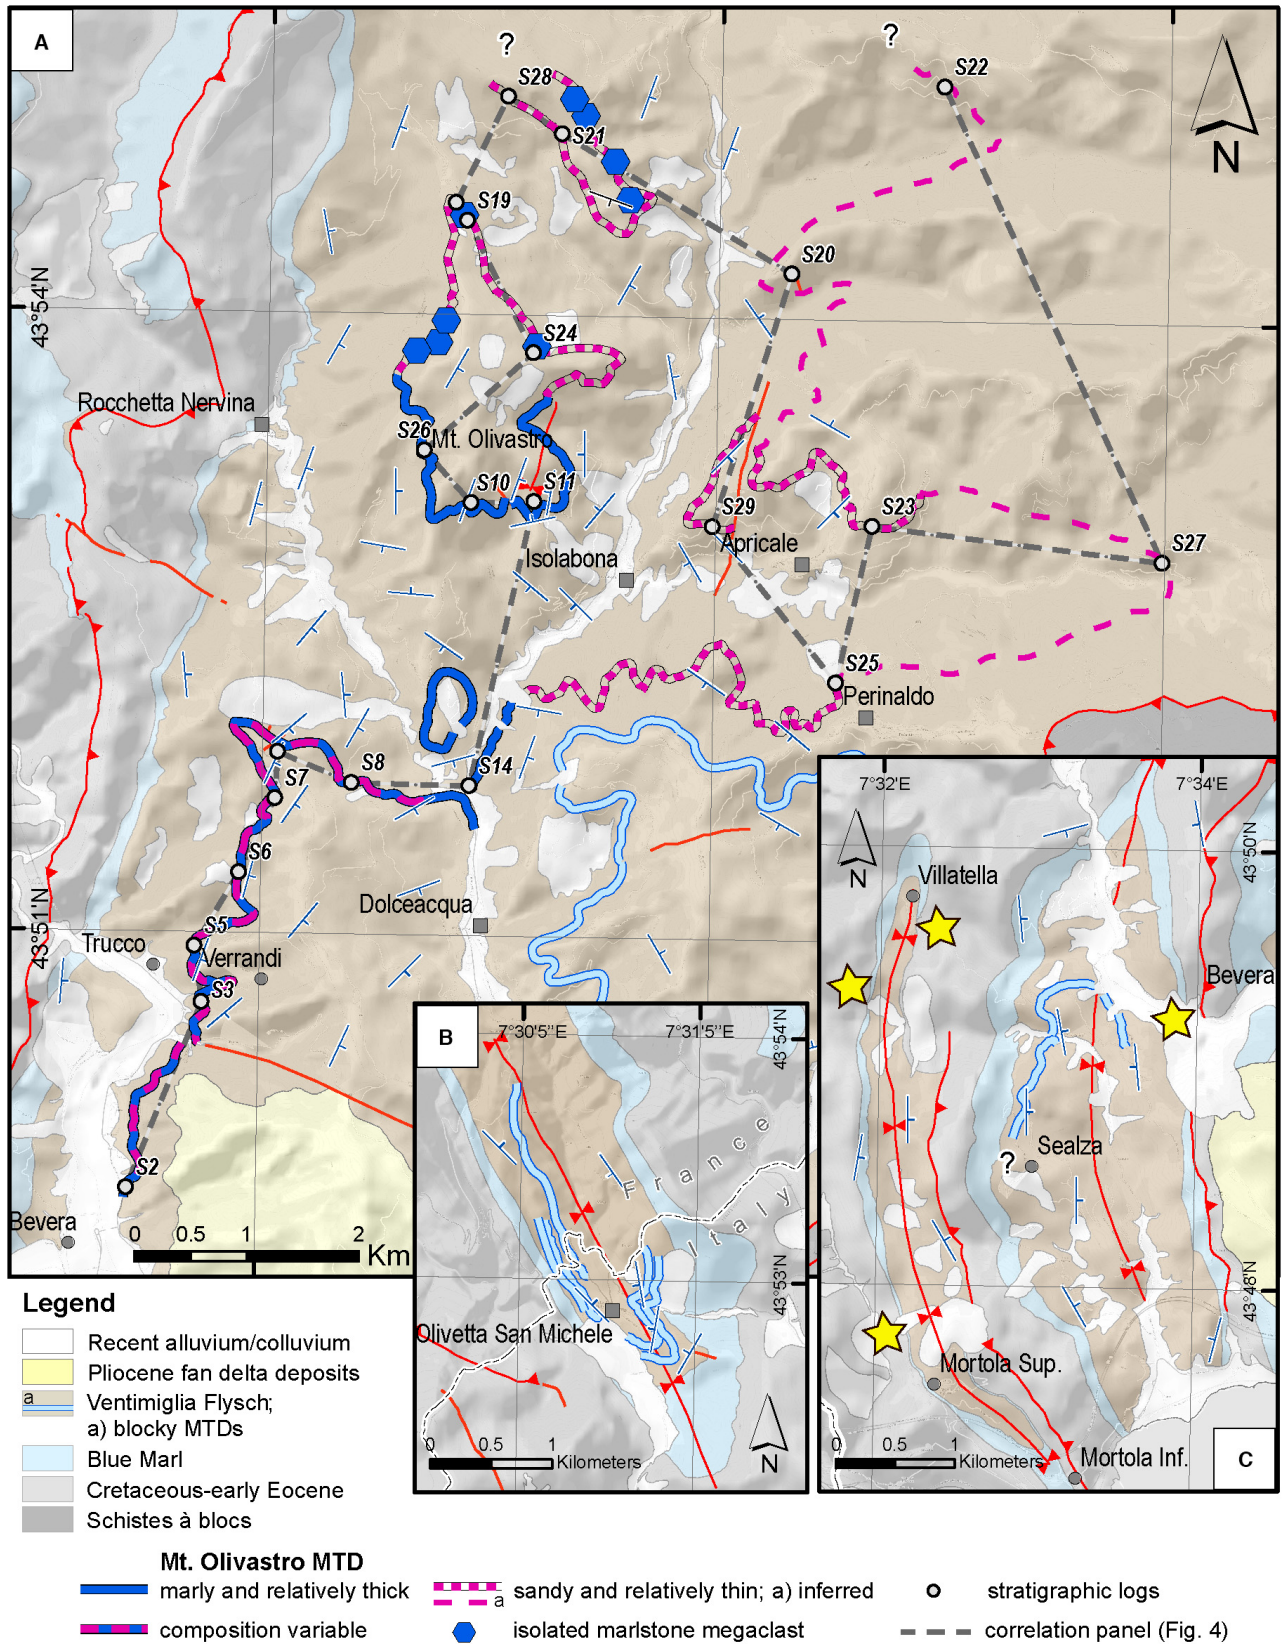 A
?
?
S28
S22
S21
N
S19
S20
43°54'N
S24
Rocchetta Nervina
S26
Mt. Olivastro
S10
S11
S29
S23
Apricale
S27
Isolabona
S25
Perinaldo
S7
S8
S14
7°32'E
7°34'E
N
43°50'N
S6
Villatella
Dolceacqua
43°51'N
S5
Trucco
Verrandi
S3
Bevera
B
7°30'5''E
7°31'5''E
43°54'N
France
Italy
Sealza
?
S2
Bevera
0 0.5 1 2
Km
43°53'N
43°48'N
Olivetta San Michele
Mortola Sup.
0 0.5 1
Kilometers
N
0 0.5 1
Kilometers
Mortola Inf.
C
Legend
Recent alluvium/colluvium
Pliocene fan delta deposits
a
Ventimiglia Flysch;
a) blocky MTDs
Blue Marl
Cretaceous-early Eocene
Schistes à blocs
Mt. Olivastro MTD
marly and relatively thick
sandy and relatively thin; a) inferred
a
stratigraphic logs
composition variable
isolated marlstone megaclast
correlation panel (Fig. 4)